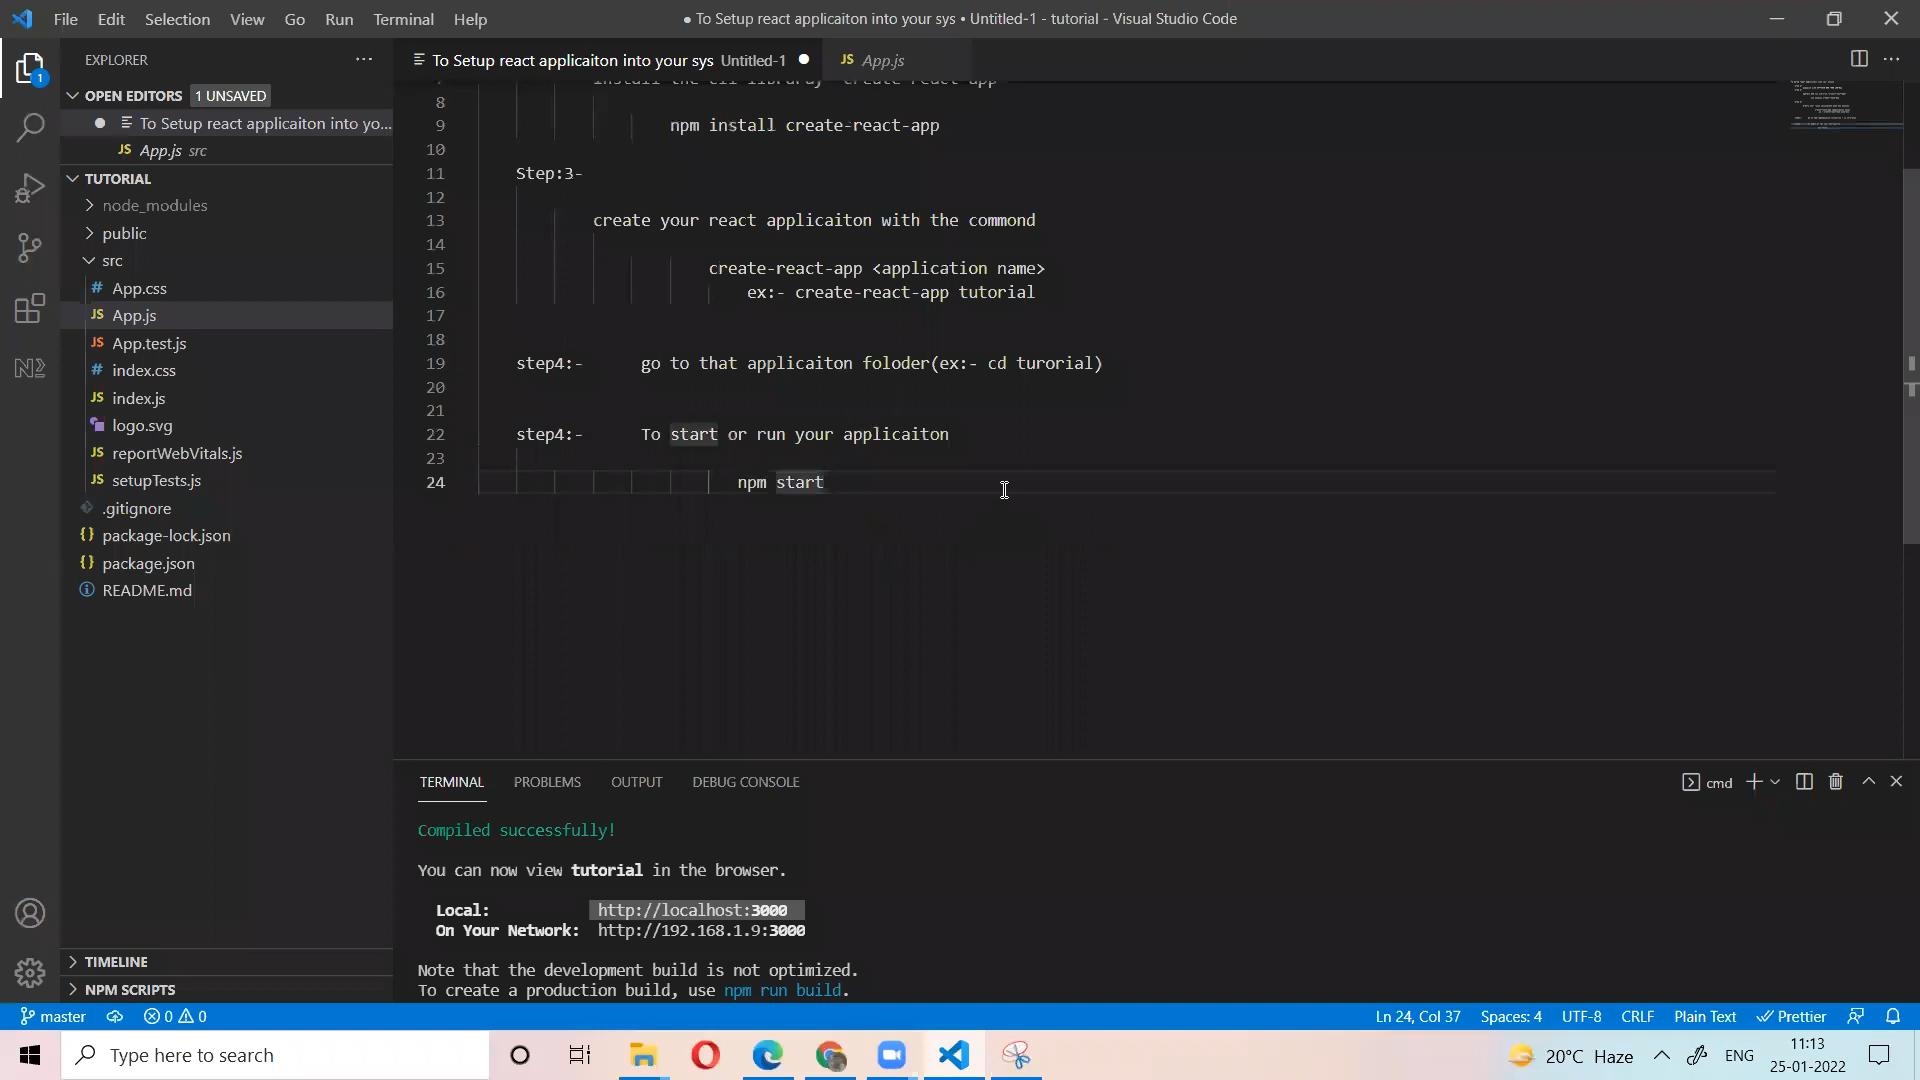 File Edit Selection View Go Run Terminal Help
● To Setup react applicaiton into your sys • Untitled-1 - tutorial - Visual Studio Code
EXPLORER
To Setup react applicaiton into your sys Untitled-1
JS App.js
OPEN EDITORS 1 UNSAVED
To Setup react applicaiton into yo...
JS App.js src
TUTORIAL
node_modules
public
src
# App.css
JS App.js
JS App.test.js
# index.css
JS index.js
logo.svg
JS reportWebVitals.js
JS setupTests.js
.gitignore
{} package-lock.json
{} package.json
README.md
TIMELINE
NPM SCRIPTS
1
8
9 npm install create-react-app
10
11 Step:3-
12
13 create your react applicaiton with the commond
14
15 create-react-app <application name>
16 ex:- create-react-app tutorial
17
18
19 step4:- go to that applicaiton foloder(ex:- cd turorial)
20
21
22 step4:- To start or run your applicaiton
23
24 npm start
TERMINAL PROBLEMS OUTPUT DEBUG CONSOLE
cmd
Compiled successfully!
You can now view tutorial in the browser.
Local: http://localhost:3000
On Your Network: http://192.168.1.9:3000
Note that the development build is not optimized.
To create a production build, use npm run build.
master 0 0
Ln 24, Col 37 Spaces: 4 UTF-8 CRLF Plain Text Prettier
Type here to search
20°C Haze
ENG
11:13
25-01-2022